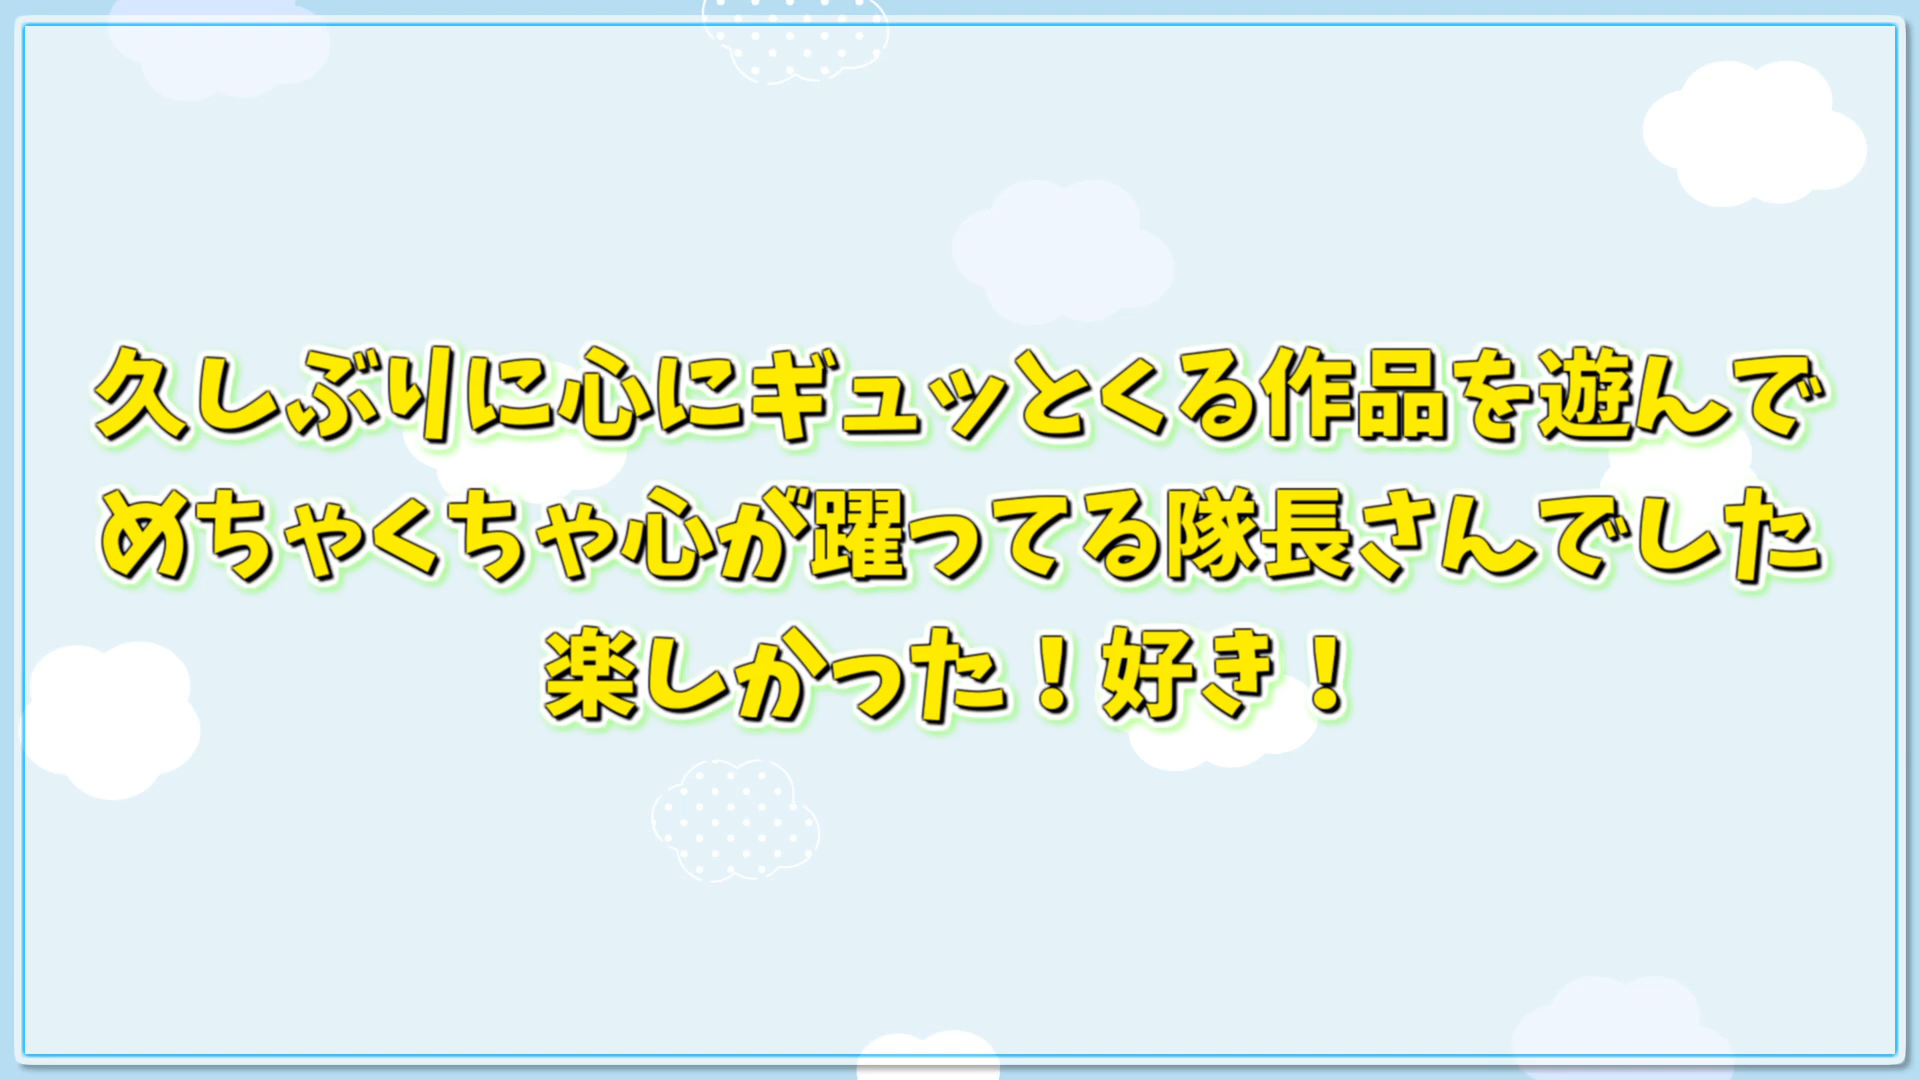 久しぶりに心にギュッとくる作品を遊んで
めちゃくちゃ心が躍ってる隊長さんでした
楽しかった！好き！